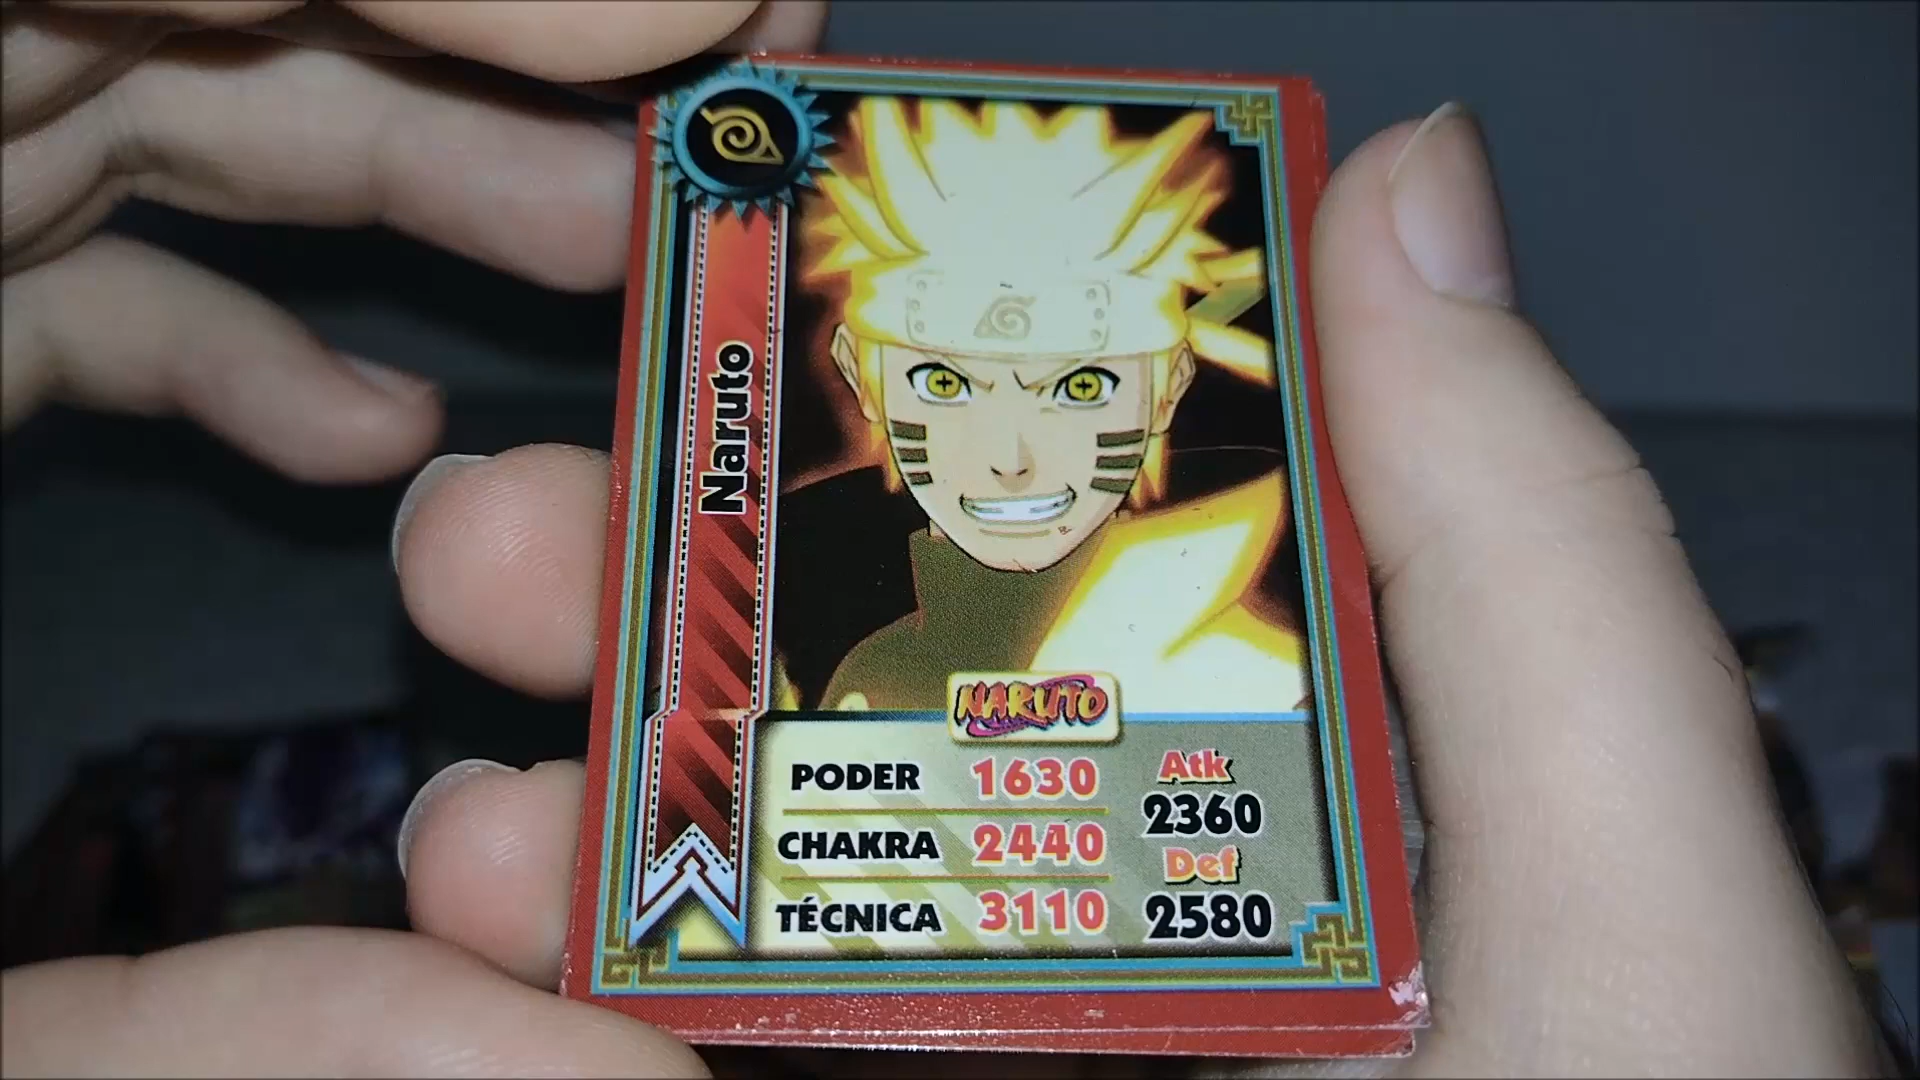 Naruto
NARUTO
PODER 1630
CHAKRA 2440
TÉCNICA 3110
Atk
2360
Def
2580